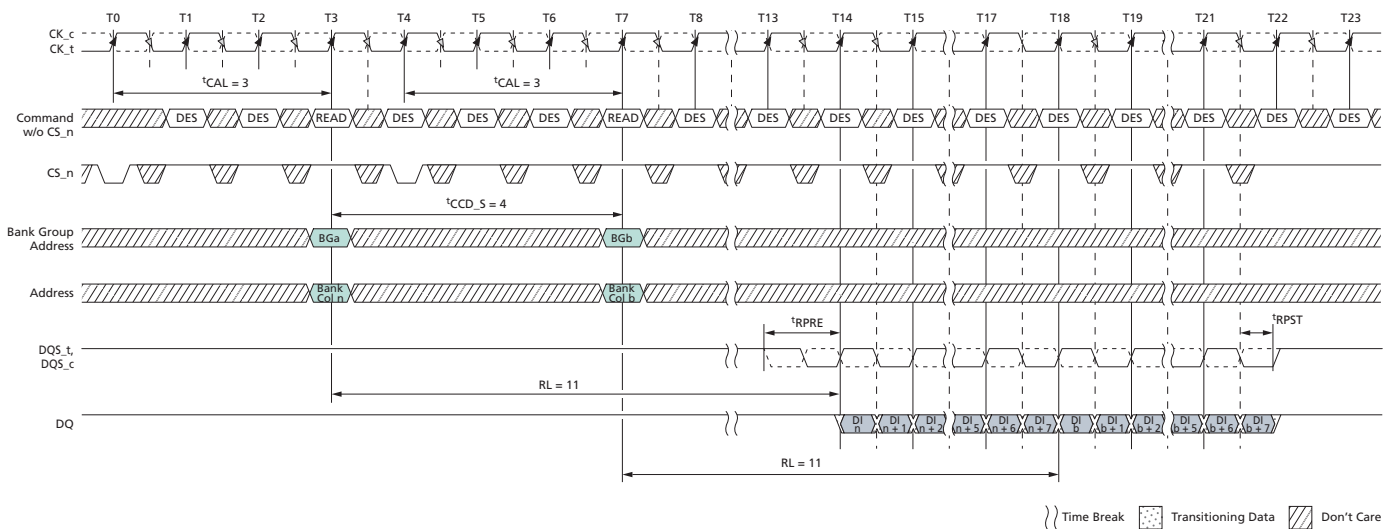 T0 T1 T2 T3 T4 T5 T6 T7 T8 T13 T14 T15 T17 T18 T19 T21 T22 T23
CK_c
CK_t
tCAL = 3 tCAL = 3
Command
w/o CS_n
DES DES READ DES DES DES READ DES DES DES DES DES DES DES DES DES DES
CS_n
tCCD_S = 4
Bank Group
Address
BGa BGb
Address
Bank
Col n
Bank
Col b
tRPRE tRPST
DQS_t,
DQS_c
RL = 11
DQ
DI
n
DI
n + 1
DI
n + 2
DI
n + 5
DI
n + 6
DI
n + 7
DI
b
DI
b + 1
DI
b + 2
DI
b + 5
DI
b + 6
DI
b + 7
RL = 11
Time Break Transitioning Data Don't Care